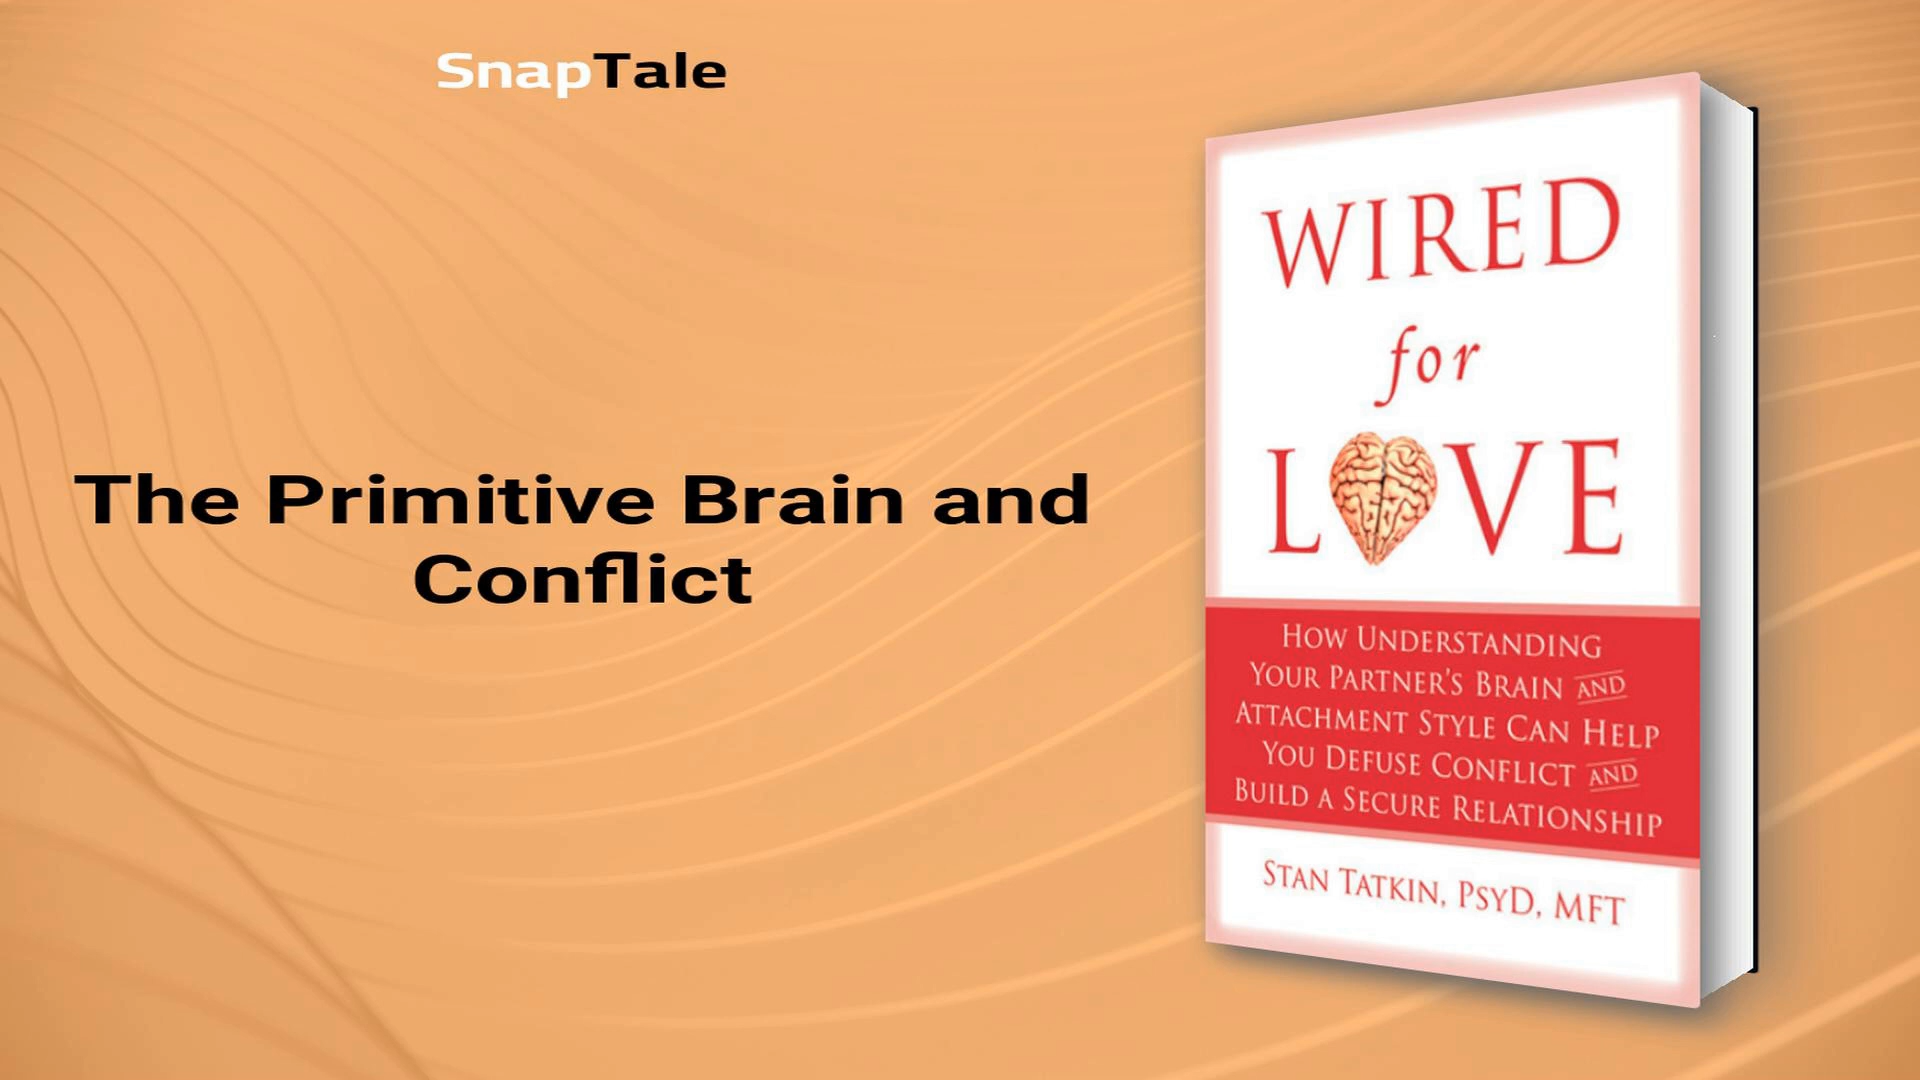 SnapTale
The Primitive Brain and
Conflict
WIRED
for
LVE
HOW UNDERSTANDING
YOUR PARTNER'S BRAIN AND
ATTACHMENT STYLE CAN HELP
YOU DEFUSE CONFLICT AND
BUILD A SECURE RELATIONSHIP
STAN TATKIN, PSYD, MFT